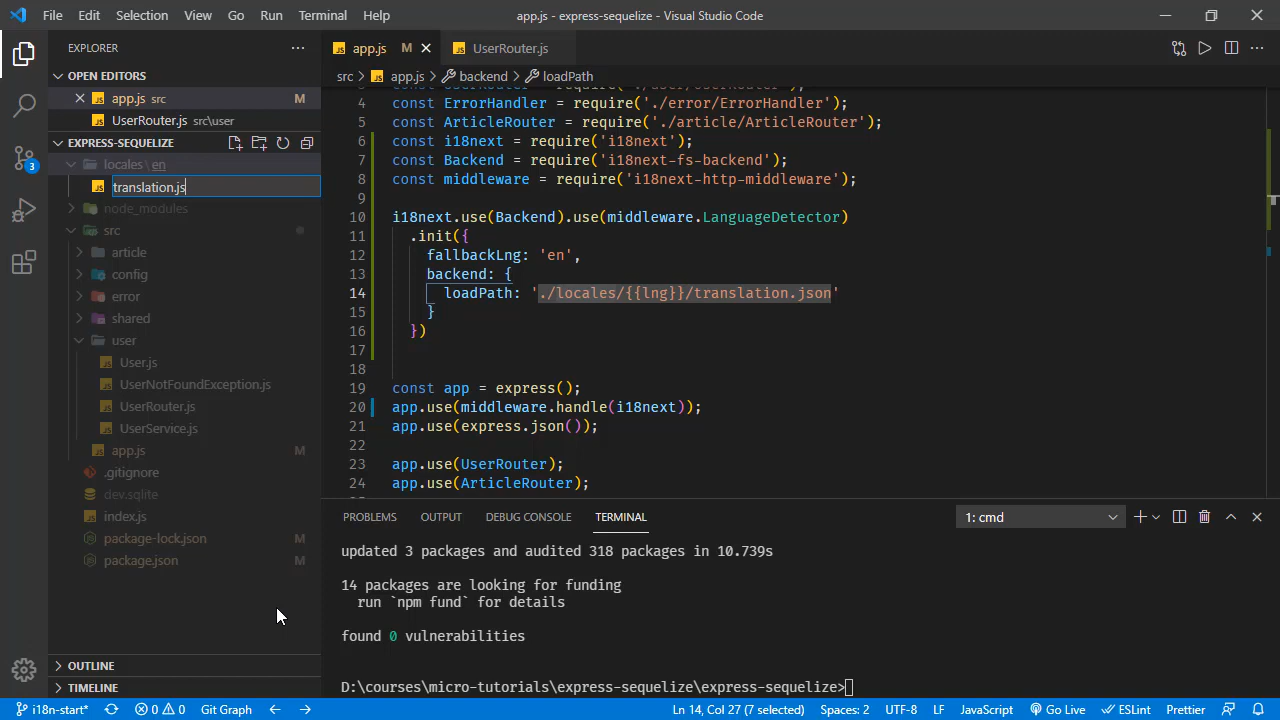 File Edit Selection View Go Run Terminal Help app.js - express-sequelize - Visual Studio Code
EXPLORER
OPEN EDITORS
app.js src M
UserRouter.js src\user
EXPRESS-SEQUELIZE
locales \ en
translation.js
node_modules
src
article
config
error
shared
user
User.js
UserNotFoundException.js
UserRouter.js
UserService.js
app.js M
.gitignore
dev.sqlite
index.js
package-lock.json M
package.json M
OUTLINE
TIMELINE
app.js M UserRouter.js
src > app.js > backend > loadPath
4 const ErrorHandler = require('./error/ErrorHandler');
5 const ArticleRouter = require('./article/ArticleRouter');
6 const i18next = require('i18next');
7 const Backend = require('i18next-fs-backend');
8 const middleware = require('i18next-http-middleware');
9
10 i18next.use(Backend).use(middleware.LanguageDetector)
11 .init({
12 fallbackLng: 'en',
13 backend: {
14 loadPath: './locales/{{lng}}/translation.json'
15 }
16 })
17
18
19 const app = express();
20 app.use(middleware.handle(i18next));
21 app.use(express.json());
22
23 app.use(UserRouter);
24 app.use(ArticleRouter);
PROBLEMS OUTPUT DEBUG CONSOLE TERMINAL 1: cmd
updated 3 packages and audited 318 packages in 10.739s
14 packages are looking for funding
run `npm fund` for details
found 0 vulnerabilities
D:\courses\micro-tutorials\express-sequelize\express-sequelize>
3
i18n-start* 0 0 Git Graph Ln 14, Col 27 (7 selected) Spaces: 2 UTF-8 LF JavaScript Go Live ESLint Prettier